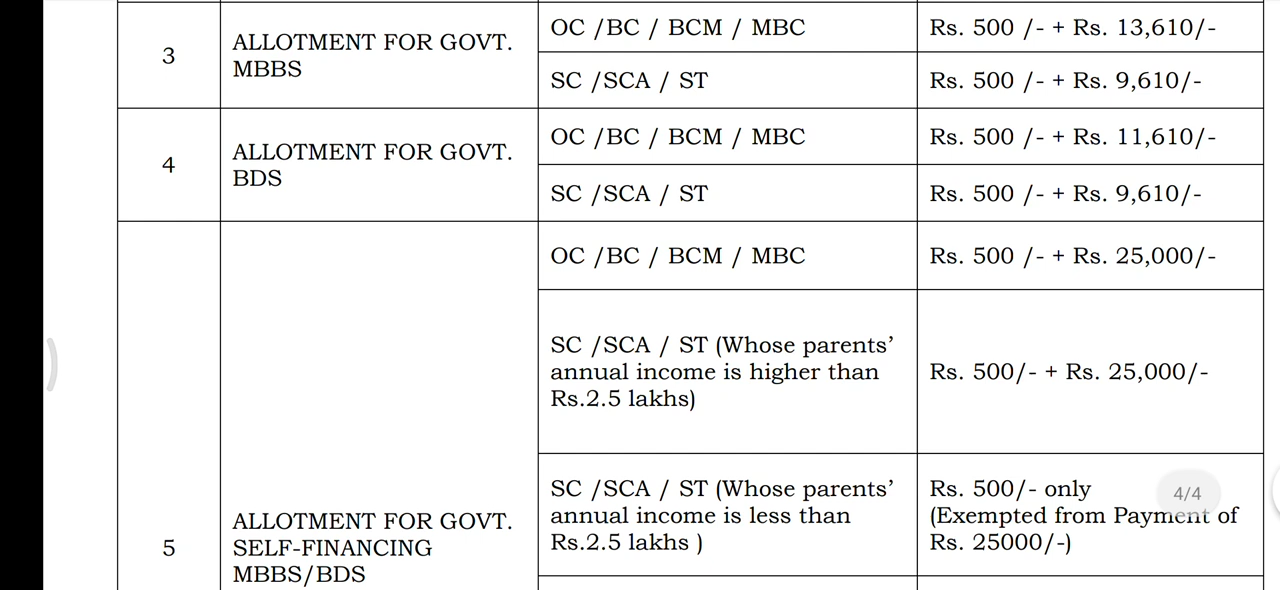 3
ALLOTMENT FOR GOVT.
MBBS
OC /BC / BCM / MBC
Rs. 500 /- + Rs. 13,610/-
SC /SCA / ST
Rs. 500 /- + Rs. 9,610/-
4
ALLOTMENT FOR GOVT.
BDS
OC /BC / BCM / MBC
Rs. 500 /- + Rs. 11,610/-
SC /SCA / ST
Rs. 500 /- + Rs. 9,610/-
5
ALLOTMENT FOR GOVT.
SELF-FINANCING
MBBS/BDS
OC /BC / BCM / MBC
Rs. 500 /- + Rs. 25,000/-
SC /SCA / ST (Whose parents’
annual income is higher than
Rs.2.5 lakhs)
Rs. 500/- + Rs. 25,000/-
SC /SCA / ST (Whose parents’
annual income is less than
Rs.2.5 lakhs )
Rs. 500/- only
(Exempted from Payment of
Rs. 25000/-)
4/4